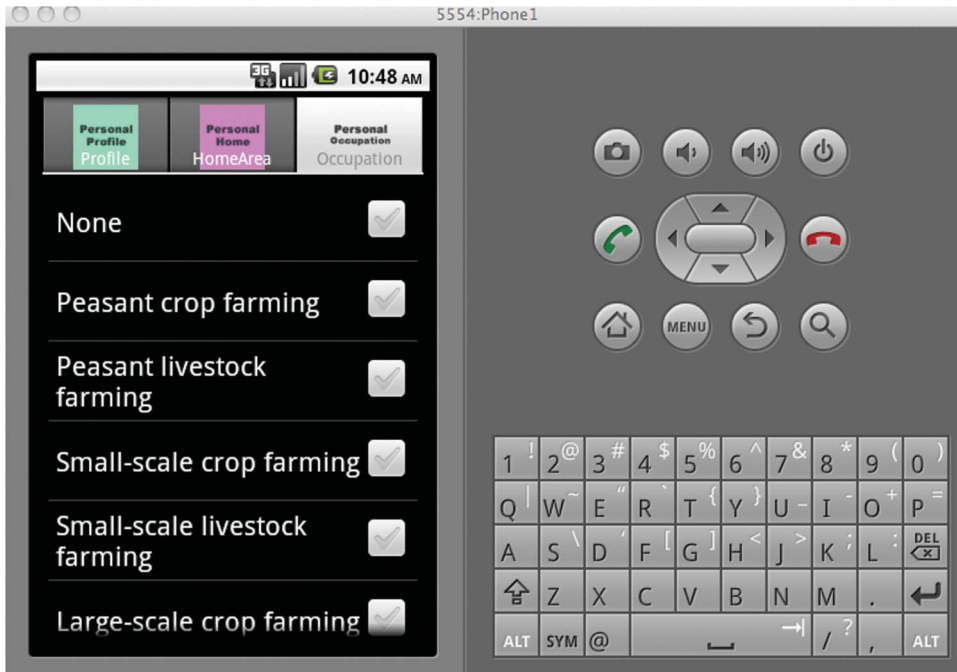 5554:Phone1
3G 10:48 AM
Personal Profile
Profile
Personal Home
HomeArea
Personal Occupation
Occupation
None
Peasant crop farming
Peasant livestock
farming
Small-scale crop farming
Small-scale livestock
farming
Large-scale crop farming
MENU
1 ! 2 @ 3 # 4 $ 5 % 6 ^ 7 & 8 * 9 ( 0 )
Q | W ~ E " R ` T { Y } U _ I - O + P =
A S \ D ' F [ G ] H < J > K ; L : DEL
Z X C V B N M .
ALT SYM @ / ? , ALT